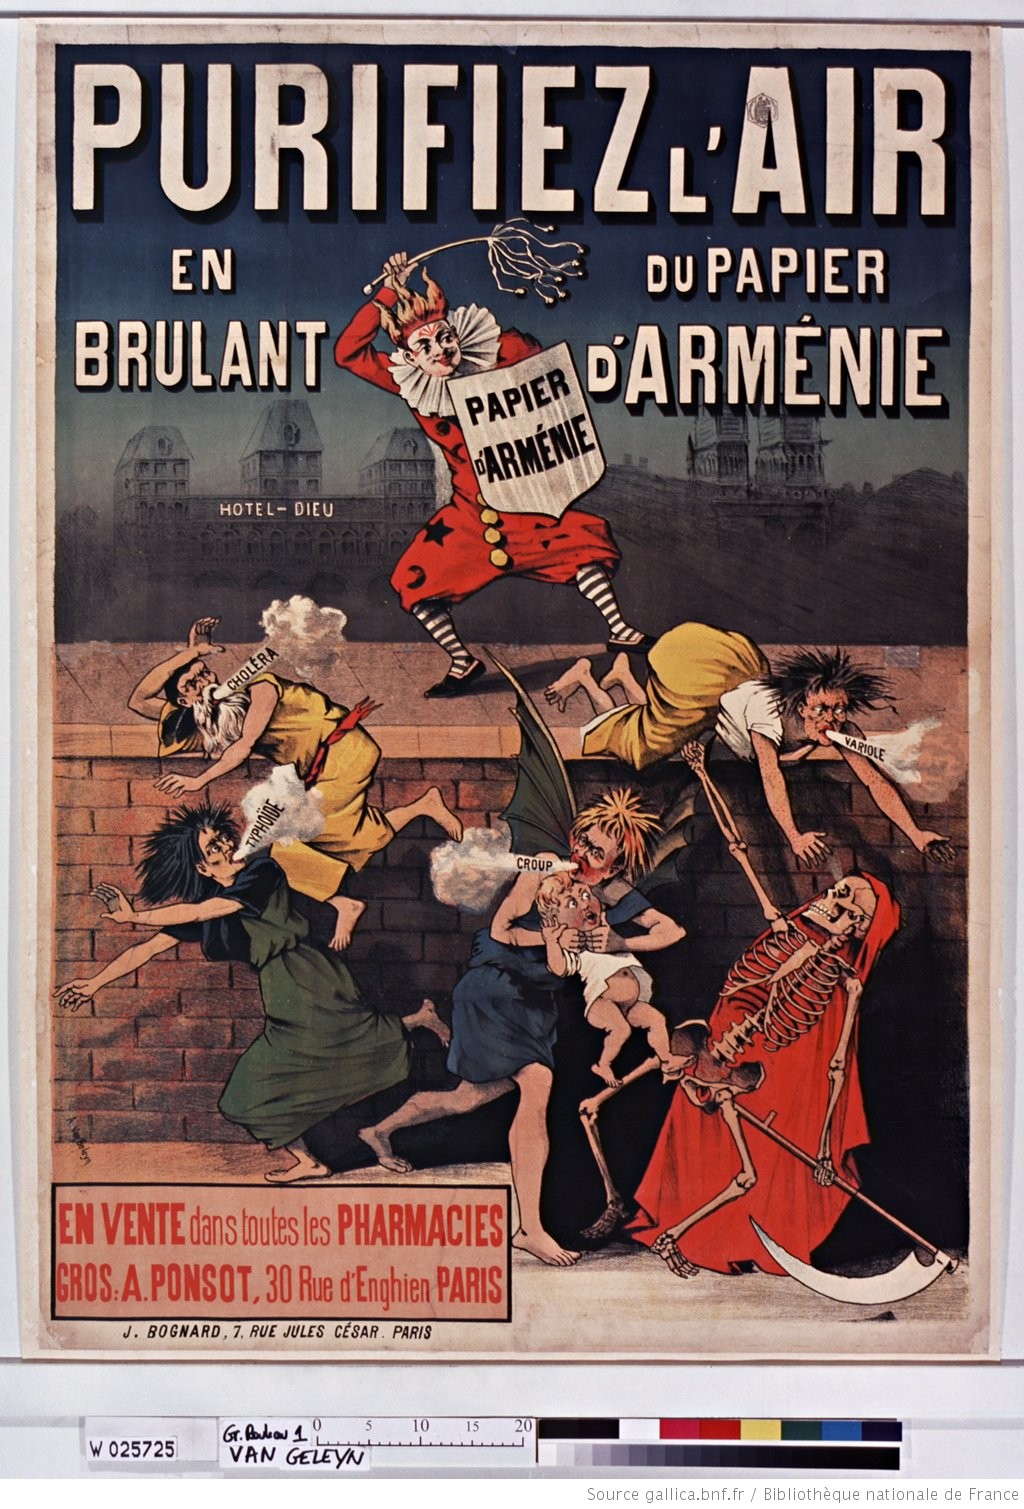 PURIFIEZ L'AIR
EN
BRULANT
DU PAPIER
D'ARMÉNIE
PAPIER
D'ARMÉNIE
HOTEL-DIEU
CHOLÉRA
VARIOLE
TYPHOÏDE
CROUP
EN VENTE dans toutes les PHARMACIES
GROS: A. PONSOT, 30 Rue d'Enghien PARIS
J. BOGNARD, 7, RUE JULES CÉSAR. PARIS
W 025725
VAN GELEYN
0 5 10 15 20
Source gallica.bnf.fr / Bibliothèque nationale de France